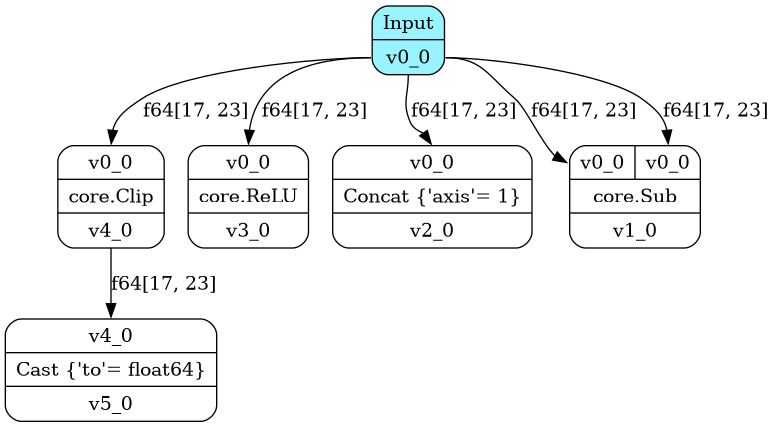 Input
v0_0
f64[17, 23] f64[17, 23] f64[17, 23] f64[17, 23] f64[17, 23]
v0_0
core.Clip
v4_0
v0_0
core.ReLU
v3_0
v0_0
Concat {'axis'= 1}
v2_0
v0_0 v0_0
core.Sub
v1_0
f64[17, 23]
v4_0
Cast {'to'= float64}
v5_0